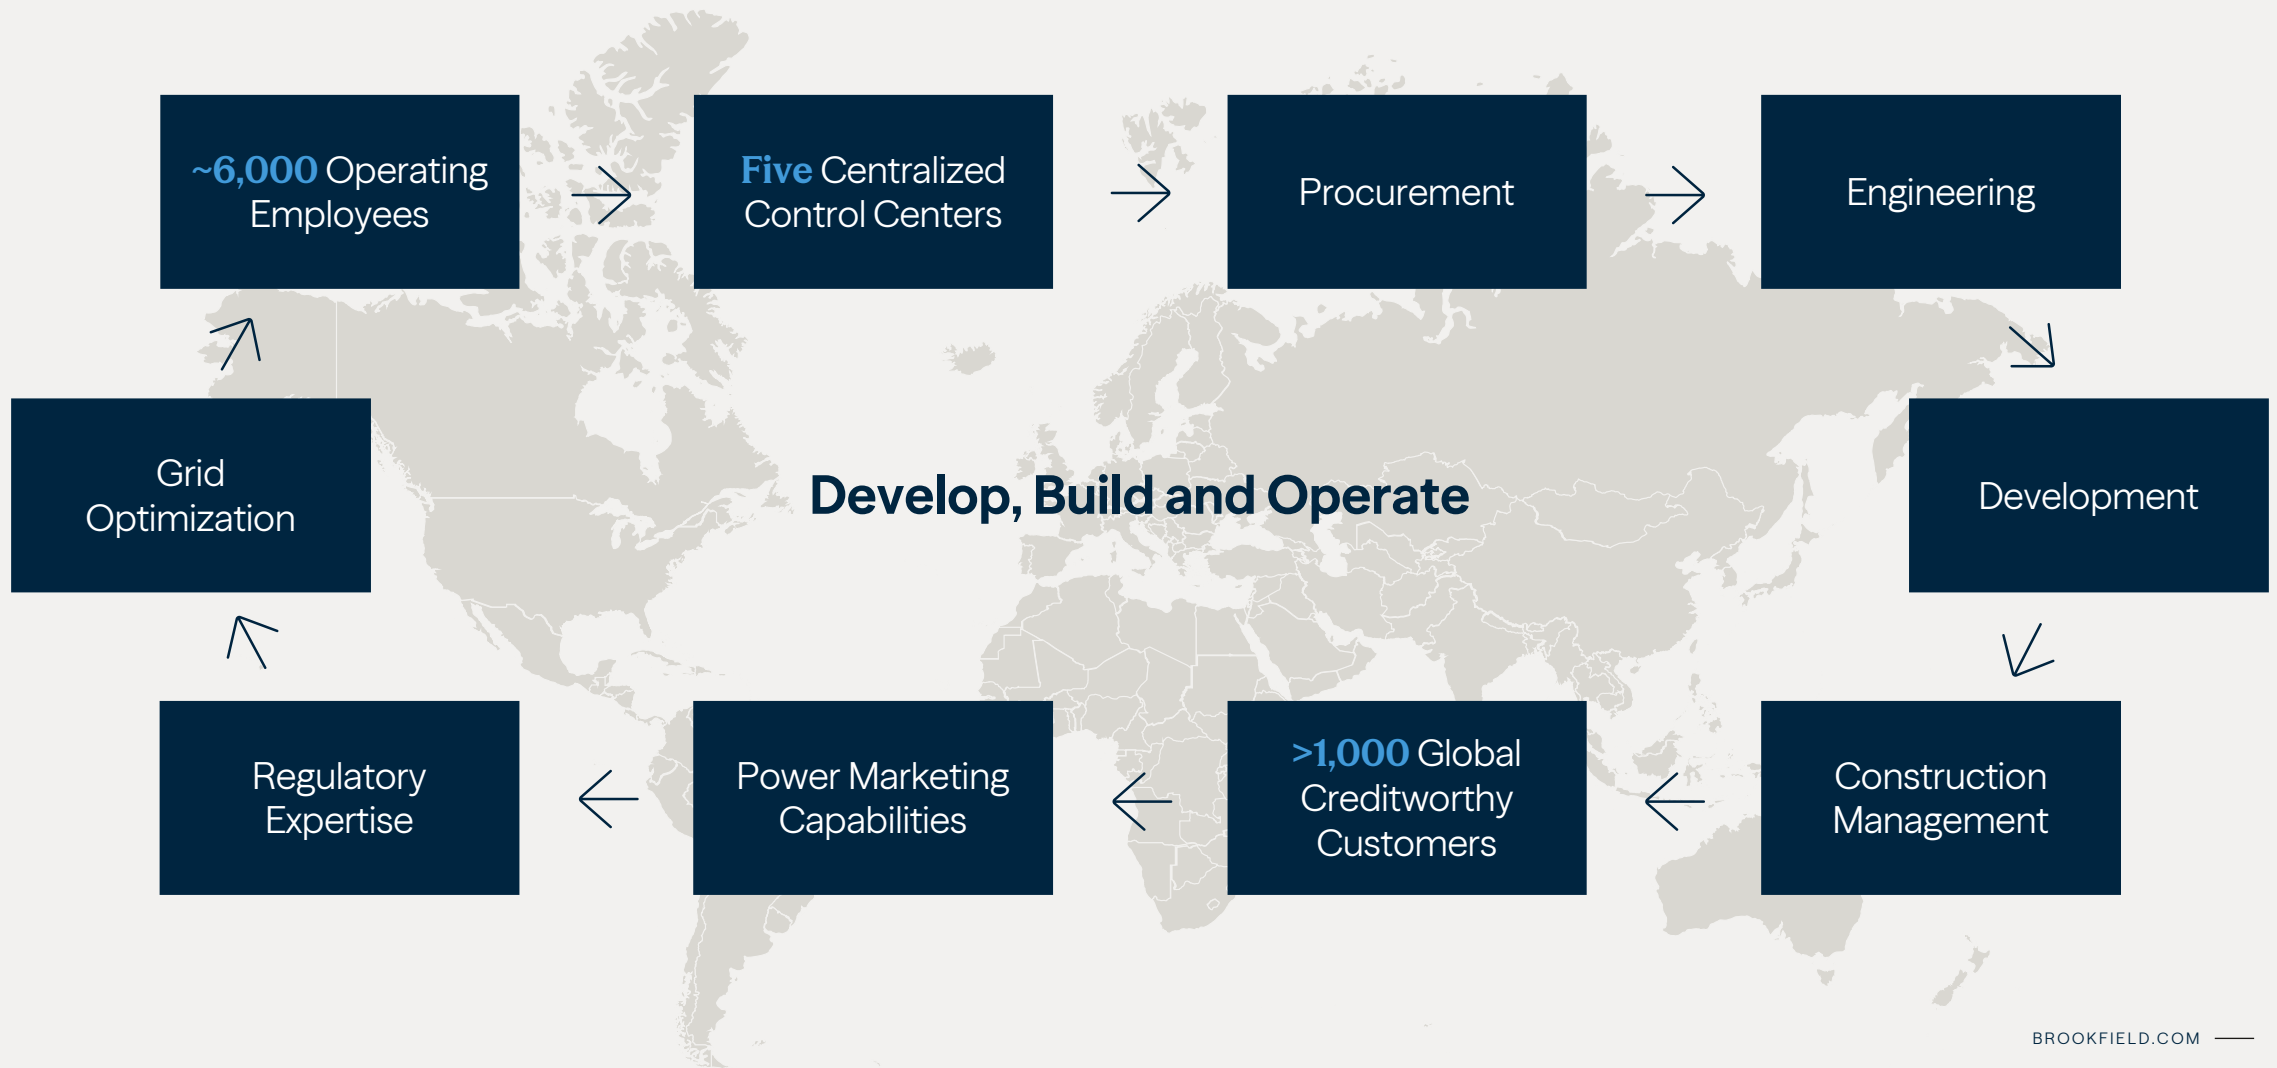 ~6,000 Operating
Employees
Five Centralized
Control Centers
Procurement
Engineering
Grid
Optimization
Develop, Build and Operate
Development
Regulatory
Expertise
Power Marketing
Capabilities
>1,000 Global
Creditworthy
Customers
Construction
Management
BROOKFIELD.COM